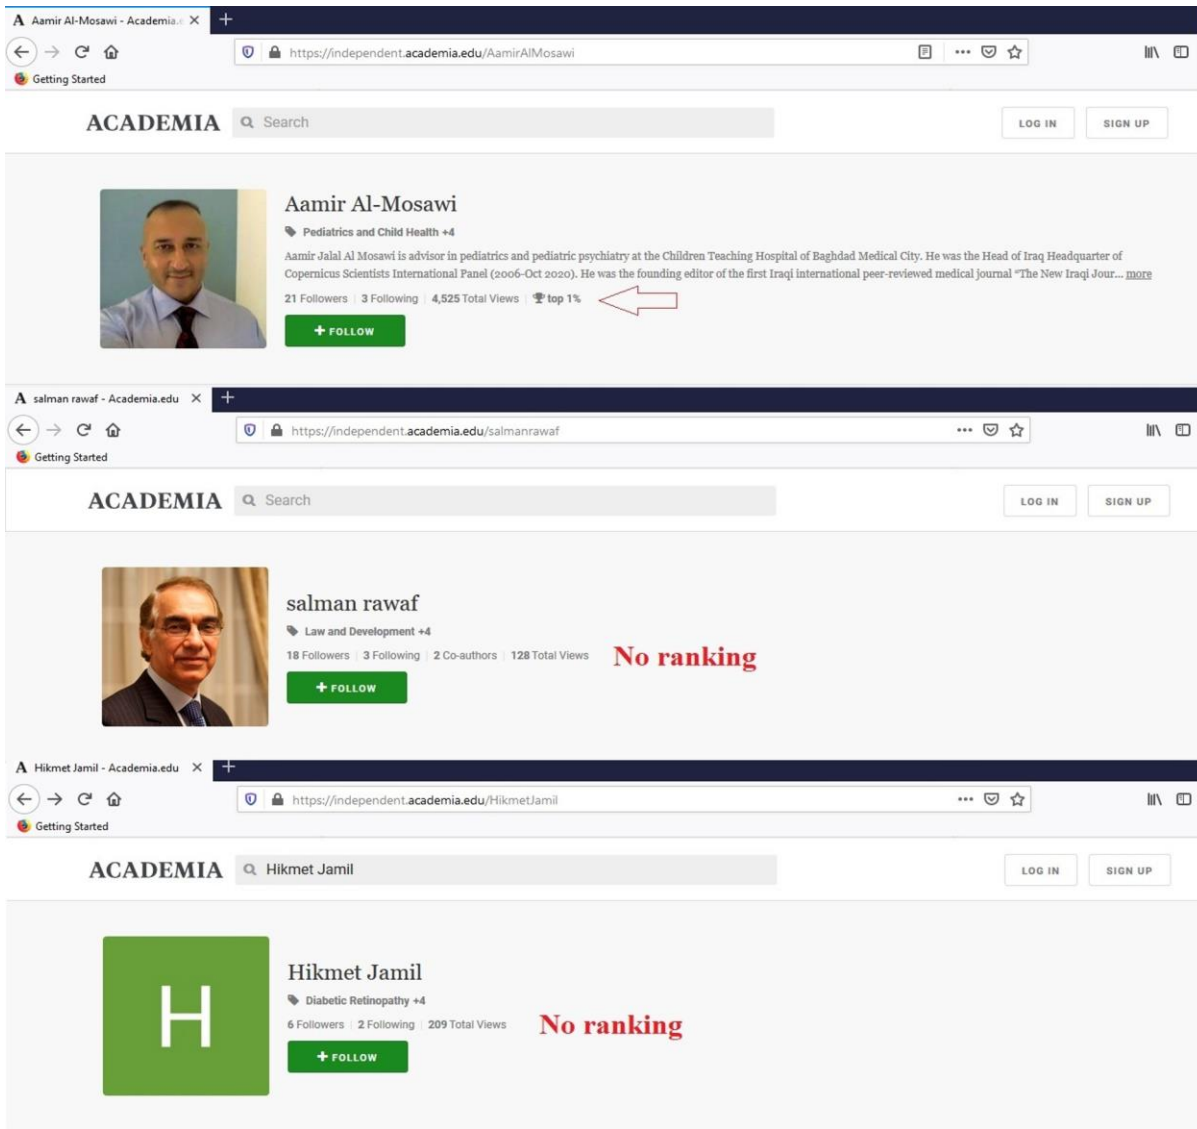 A Aamir Al-Mosawi - Academia.e
https://independent.academia.edu/AamirAlMosawi
Getting Started
ACADEMIA Search LOG IN SIGN UP
Aamir Al-Mosawi
Pediatrics and Child Health +4
Aamir Jalal Al Mosawi is advisor in pediatrics and pediatric psychiatry at the Children Teaching Hospital of Baghdad Medical City. He was the Head of Iraq Headquarter of
Copernicus Scientists International Panel (2006-Oct 2020). He was the founding editor of the first Iraqi international peer-reviewed medical journal “The New Iraqi Jour... more
21 Followers | 3 Following | 4,525 Total Views | top 1%
+ FOLLOW
A salman rawaf - Academia.edu
https://independent.academia.edu/salmanrawaf
Getting Started
ACADEMIA Search LOG IN SIGN UP
salman rawaf
Law and Development +4
18 Followers | 3 Following | 2 Co-authors | 128 Total Views No ranking
+ FOLLOW
A Hikmet Jamil - Academia.edu
https://independent.academia.edu/HikmetJamil
Getting Started
ACADEMIA Hikmet Jamil LOG IN SIGN UP
H
Hikmet Jamil
Diabetic Retinopathy +4
6 Followers | 2 Following | 209 Total Views No ranking
+ FOLLOW